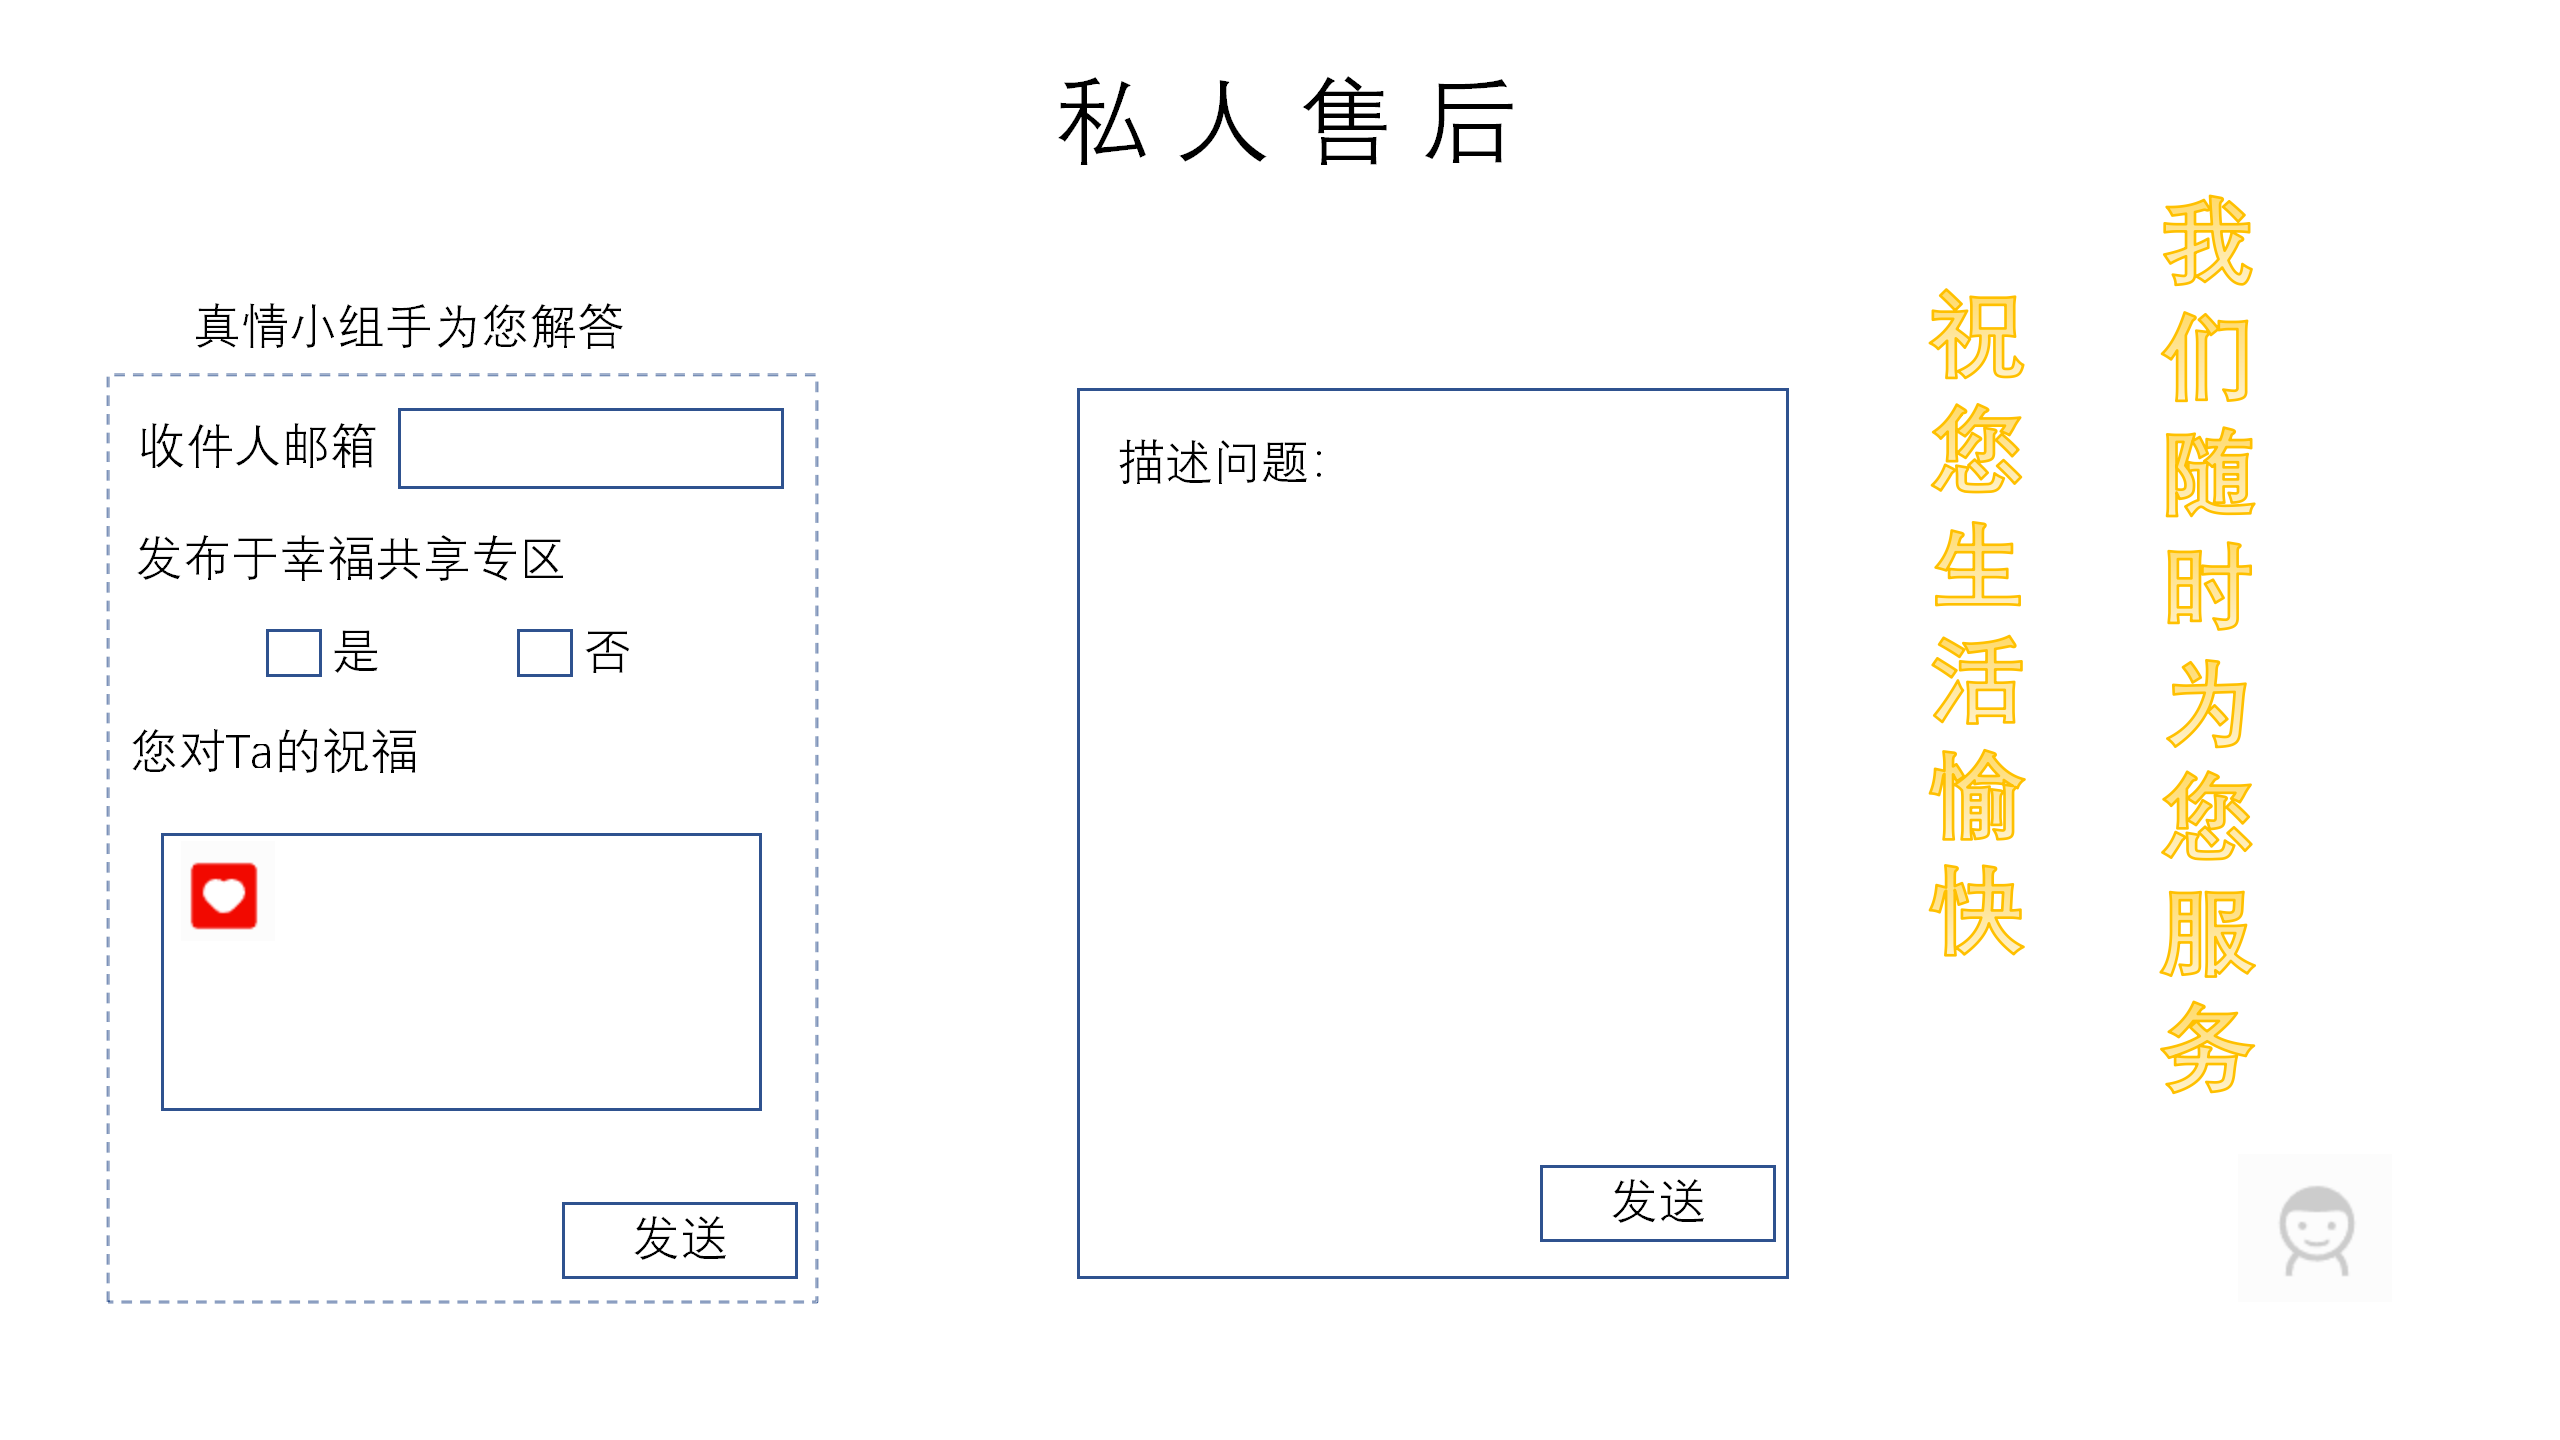 私人售后
真情小组手为您解答
收件人邮箱
发布于幸福共享专区
是 否
您对Ta的祝福
发送
描述问题：
发送
我们随时为您服务
祝您生活愉快